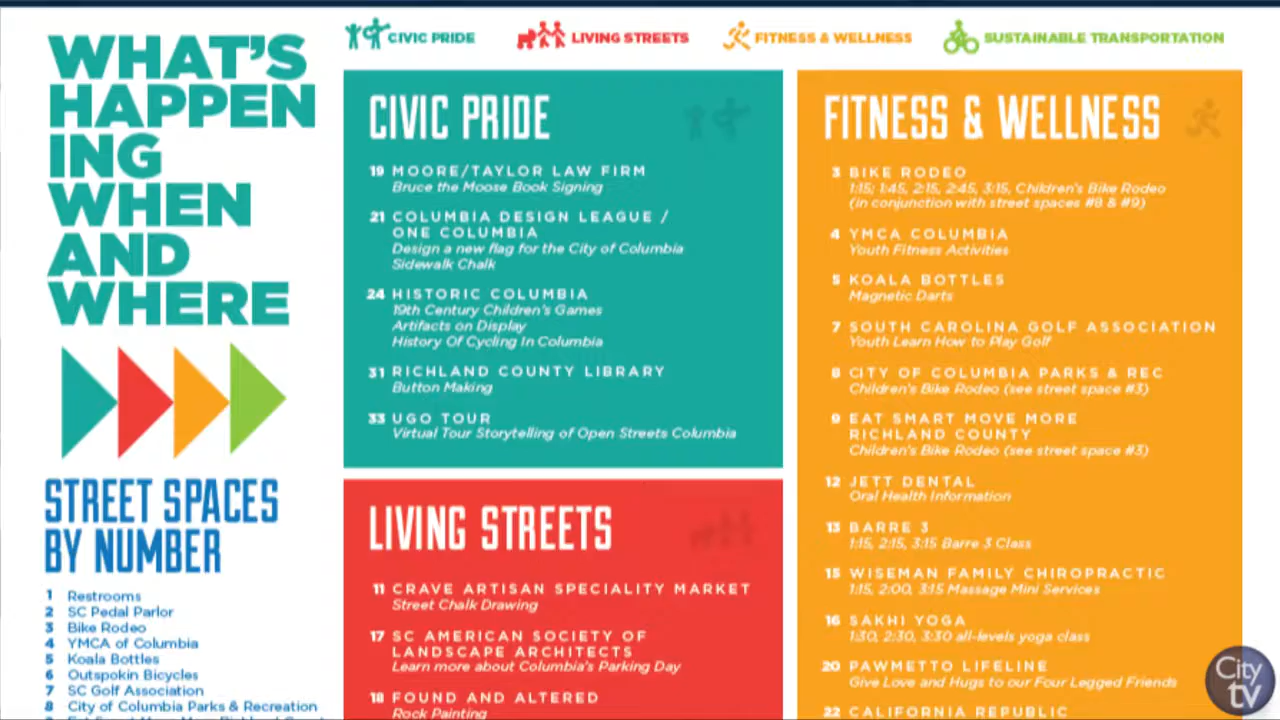 WHAT'S
HAPPEN
ING
WHEN
AND
WHERE
STREET SPACES
BY NUMBER
1 Restrooms
2 SC Pedal Parlor
3 Bike Rodeo
4 YMCA of Columbia
5 Koala Bottles
6 Outspokin Bicycles
7 SC Golf Association
8 City of Columbia Parks & Recreation
CIVIC PRIDE
LIVING STREETS
FITNESS & WELLNESS
SUSTAINABLE TRANSPORTATION
CIVIC PRIDE
19 MOORE/TAYLOR LAW FIRM
Bruce the Moose Book Signing
21 COLUMBIA DESIGN LEAGUE /
ONE COLUMBIA
Design a new flag for the City of Columbia
Sidewalk Chalk
24 HISTORIC COLUMBIA
19th Century Children's Games
Artifacts on Display
History Of Cycling In Columbia
31 RICHLAND COUNTY LIBRARY
Button Making
33 UGO TOUR
Virtual Tour Storytelling of Open Streets Columbia
LIVING STREETS
11 CRAVE ARTISAN SPECIALITY MARKET
Street Chalk Drawing
17 SC AMERICAN SOCIETY OF
LANDSCAPE ARCHITECTS
Learn more about Columbia's Parking Day
18 FOUND AND ALTERED
Rock Painting
FITNESS & WELLNESS
3 BIKE RODEO
1:15; 1:45, 2:15, 2:45, 3:15, Children's Bike Rodeo
(in conjunction with street spaces #8 & #9)
4 YMCA COLUMBIA
Youth Fitness Activities
5 KOALA BOTTLES
Magnetic Darts
7 SOUTH CAROLINA GOLF ASSOCIATION
Youth Learn How to Play Golf
8 CITY OF COLUMBIA PARKS & REC
Children's Bike Rodeo (see street space #3)
9 EAT SMART MOVE MORE
RICHLAND COUNTY
Children's Bike Rodeo (see street space #3)
12 JETT DENTAL
Oral Health Information
13 BARRE 3
1:15, 2:15, 3:15 Barre 3 Class
15 WISEMAN FAMILY CHIROPRACTIC
1:15, 2:00, 3:15 Massage Mini Services
16 SAKHI YOGA
1:30, 2:30, 3:30 all-levels yoga class
20 PAWMETTO LIFELINE
Give Love and Hugs to our Four Legged Friends
22 CALIFORNIA REPUBLIC
City
tv